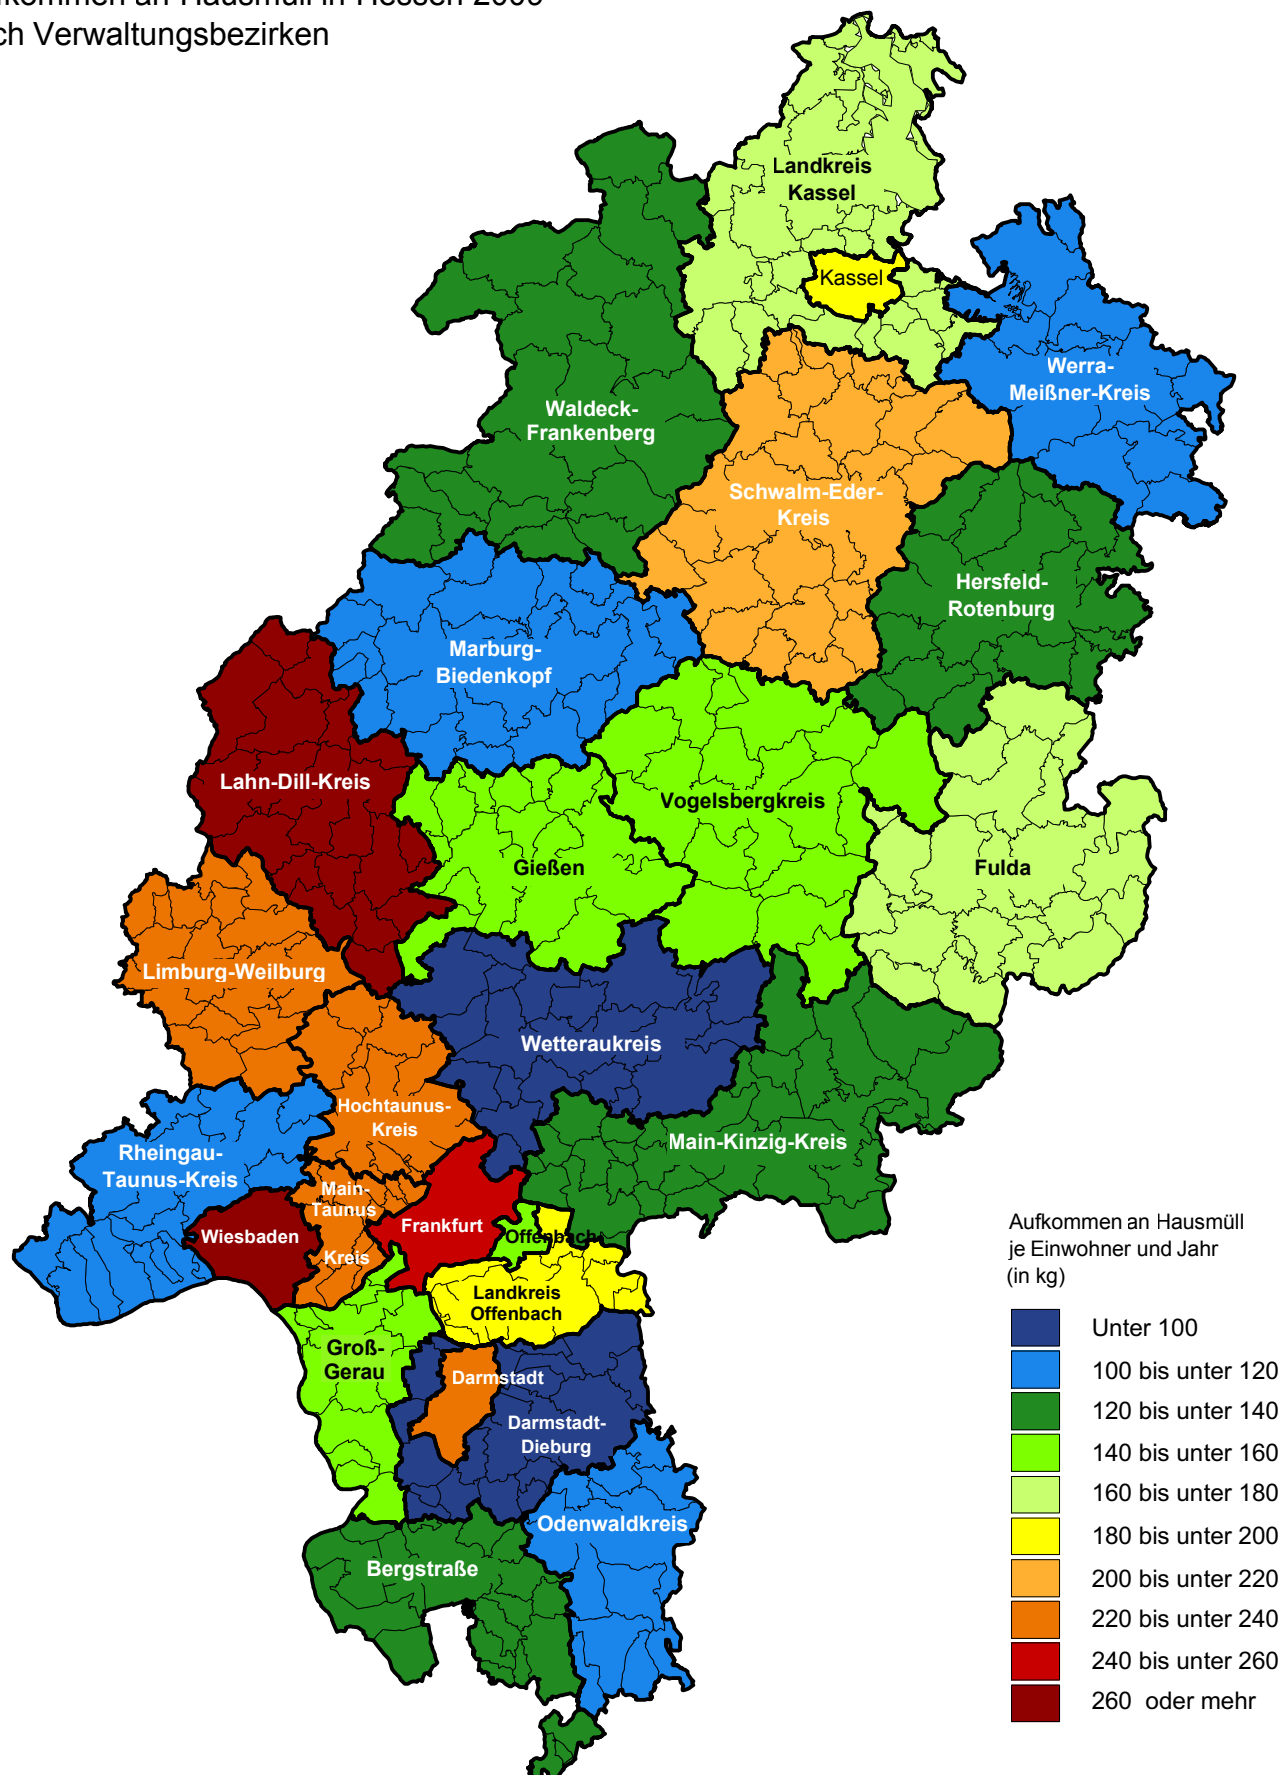 in Hessen
Verwaltungsbezirken
Landkreis
Kassel
Kassel
Werra-
Meißner-Kreis
Waldeck-
Frankenberg
Schwalm-Eder-
Kreis
Hersfeld-
Rotenburg
Marburg-
Biedenkopf
Lahn-Dill-Kreis
Vogelsbergkreis
Gießen
Fulda
Limburg-Weilburg
Wetteraukreis
Hochtaunus-
Kreis
Main-Kinzig-Kreis
Rheingau-
Taunus-Kreis
Main-
Taunus
Kreis
Wiesbaden
Frankfurt
Offenbach
Landkreis
Offenbach
Groß-
Gerau
Darmstadt
Darmstadt-
Dieburg
Odenwaldkreis
Bergstraße
Aufkommen an Hausmüll
je Einwohner und Jahr
(in kg)
Unter 100
100 bis unter 120
120 bis unter 140
140 bis unter 160
160 bis unter 180
180 bis unter 200
200 bis unter 220
220 bis unter 240
240 bis unter 260
260 oder mehr